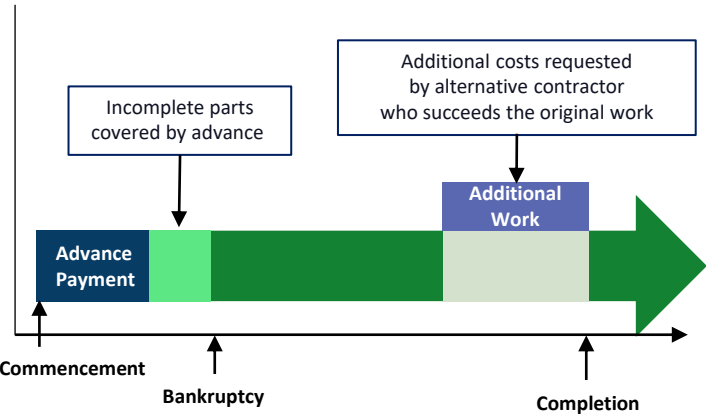 Incomplete parts
covered by advance
Additional costs requested
by alternative contractor
who succeeds the original work
Additional
Work
Advance
Payment
Commencement
Bankruptcy
Completion